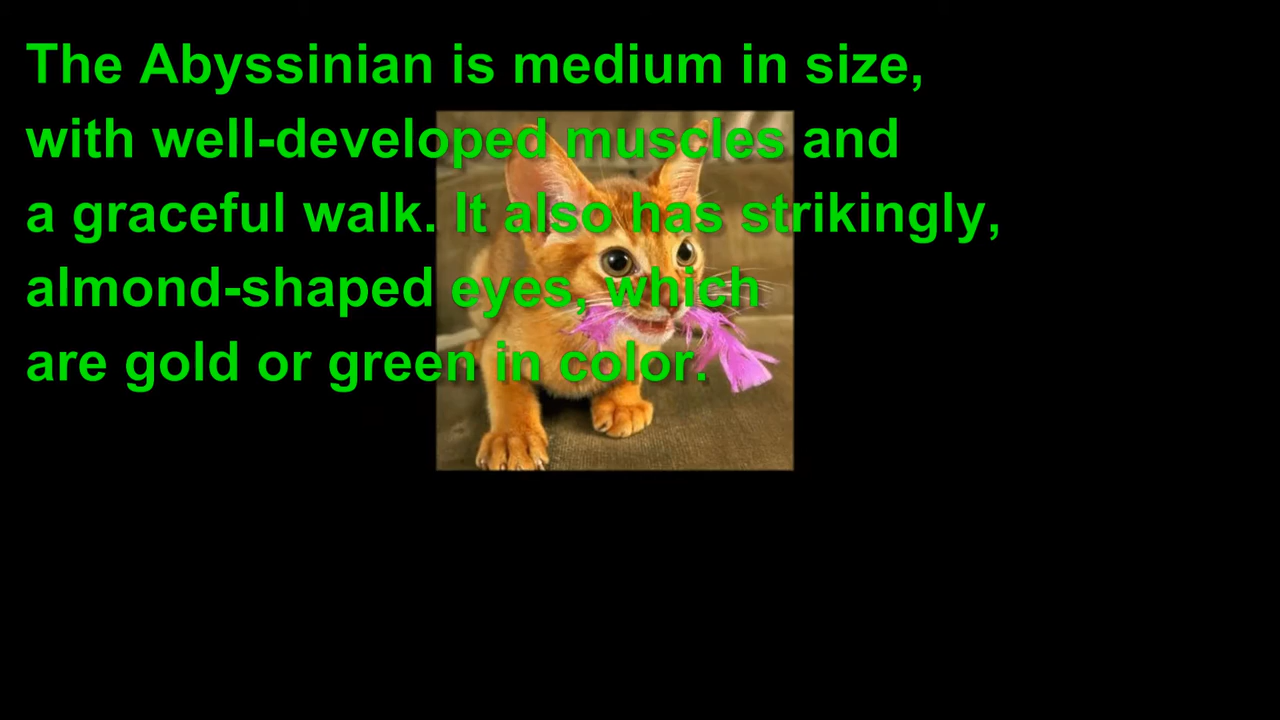 The Abyssinian is medium in size,
with well-developed muscles and
a graceful walk. It also has strikingly,
almond-shaped eyes, which
are gold or green in color.